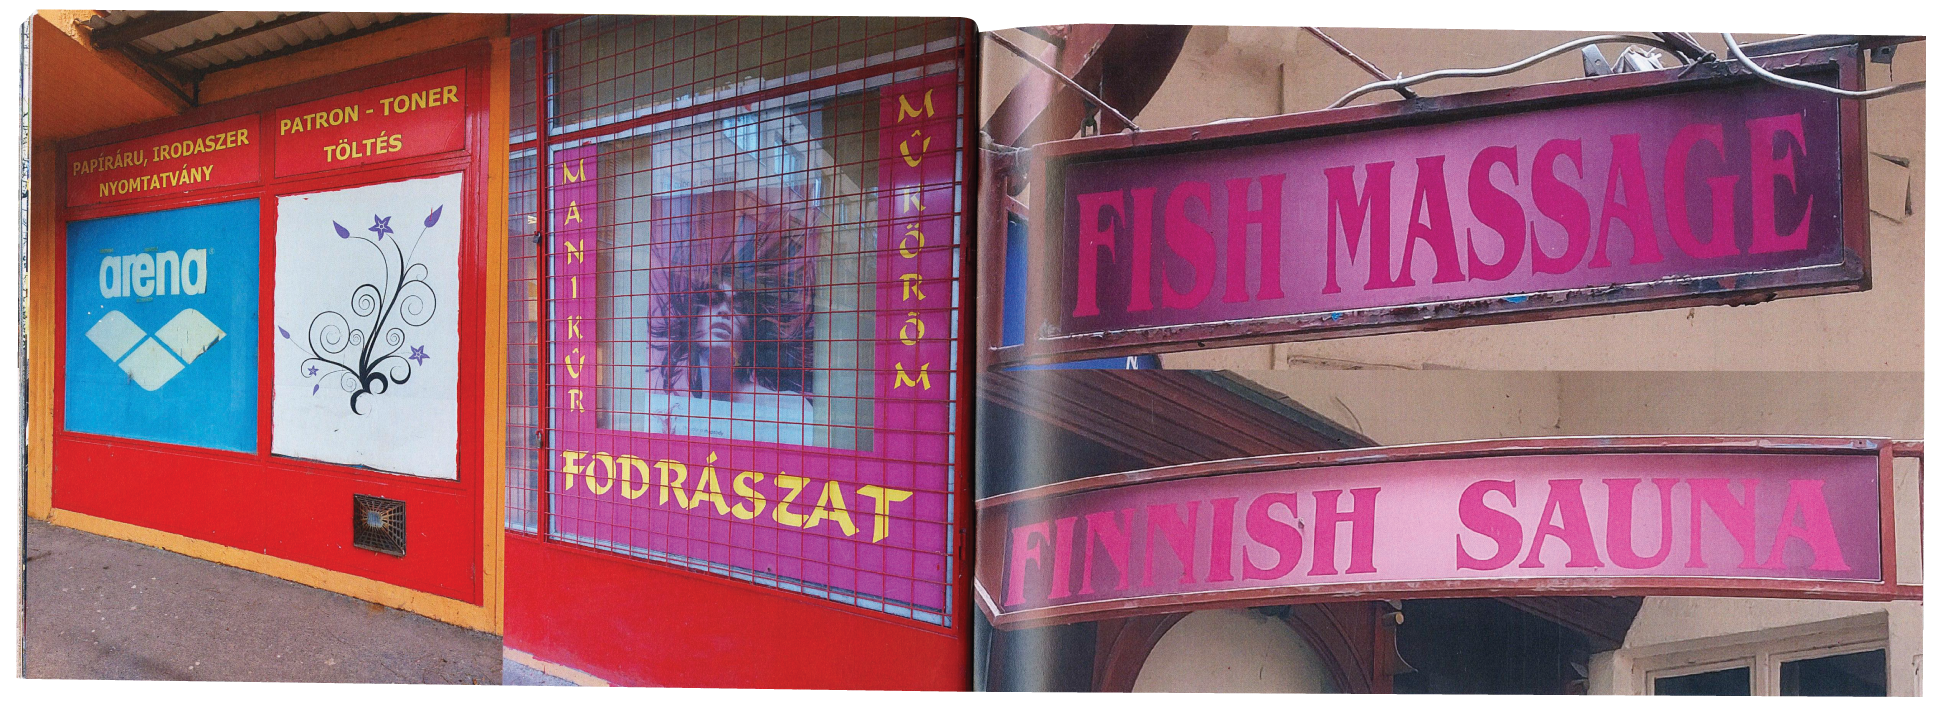 PAPÍRÁRU, IRODASZER
NYOMTATVÁNY
PATRON - TONER
TÖLTÉS
arena
MANIKŰR
MŰKÖRÖM
FODRÁSZAT
FISH MASSAGE
FINNISH SAUNA